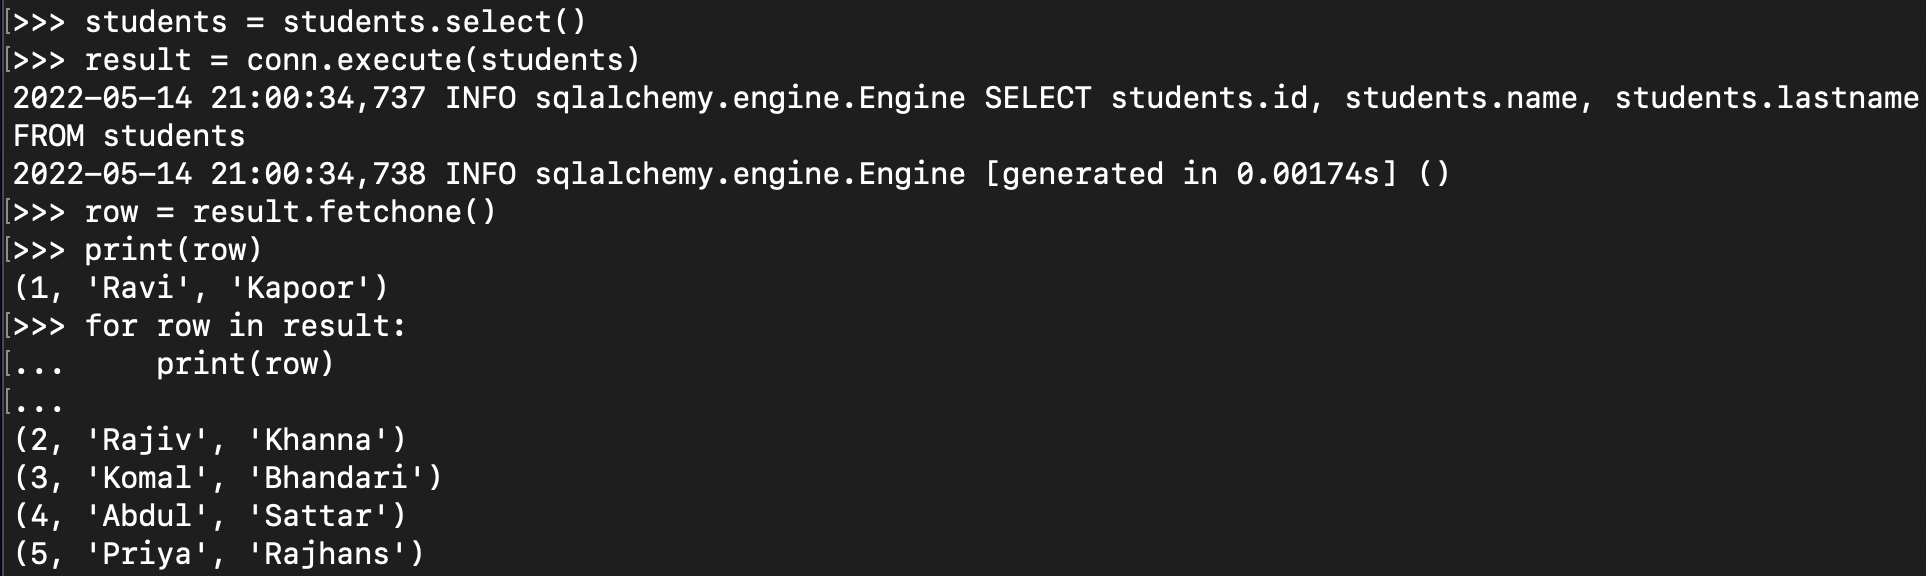 [>>> students = students.select()
[>>> result = conn.execute(students)
2022-05-14 21:00:34,737 INFO sqlalchemy.engine.Engine SELECT students.id, students.name, students.lastname
FROM students
2022-05-14 21:00:34,738 INFO sqlalchemy.engine.Engine [generated in 0.00174s] ()
[>>> row = result.fetchone()
[>>> print(row)
(1, 'Ravi', 'Kapoor')
[>>> for row in result:
[...     print(row)
[...
(2, 'Rajiv', 'Khanna')
(3, 'Komal', 'Bhandari')
(4, 'Abdul', 'Sattar')
(5, 'Priya', 'Rajhans')